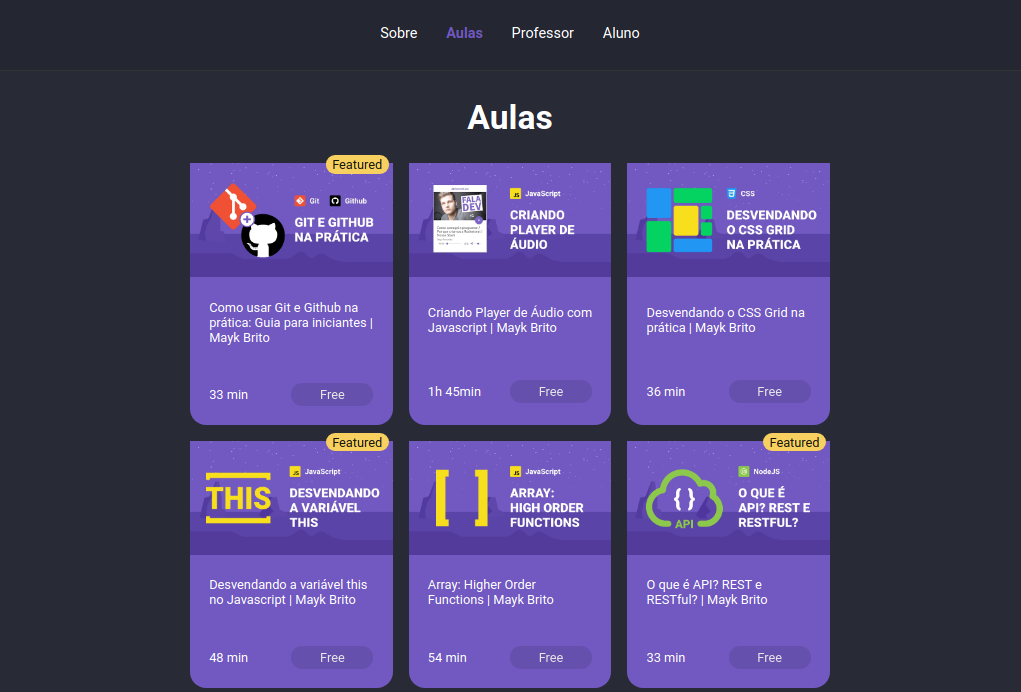 Sobre Aulas Professor Aluno
Aulas
Featured
Git Github
GIT E GITHUB
NA PRÁTICA
Como usar Git e Github na
prática: Guia para iniciantes |
Mayk Brito
33 min Free
FALA
DEV
JS JavaScript
CRIANDO
PLAYER DE
ÁUDIO
Criando Player de Áudio com
Javascript | Mayk Brito
1h 45min Free
CSS
DESVENDANDO
O CSS GRID
NA PRÁTICA
Desvendando o CSS Grid na
prática | Mayk Brito
36 min Free
Featured
THIS
JS JavaScript
DESVENDANDO
A VARIÁVEL
THIS
Desvendando a variável this
no Javascript | Mayk Brito
48 min Free
[ ]
JS JavaScript
ARRAY:
HIGH ORDER
FUNCTIONS
Array: Higher Order
Functions | Mayk Brito
54 min Free
Featured
{ }
API
NodeJS
O QUE É
API? REST E
RESTFUL?
O que é API? REST e
RESTful? | Mayk Brito
33 min Free